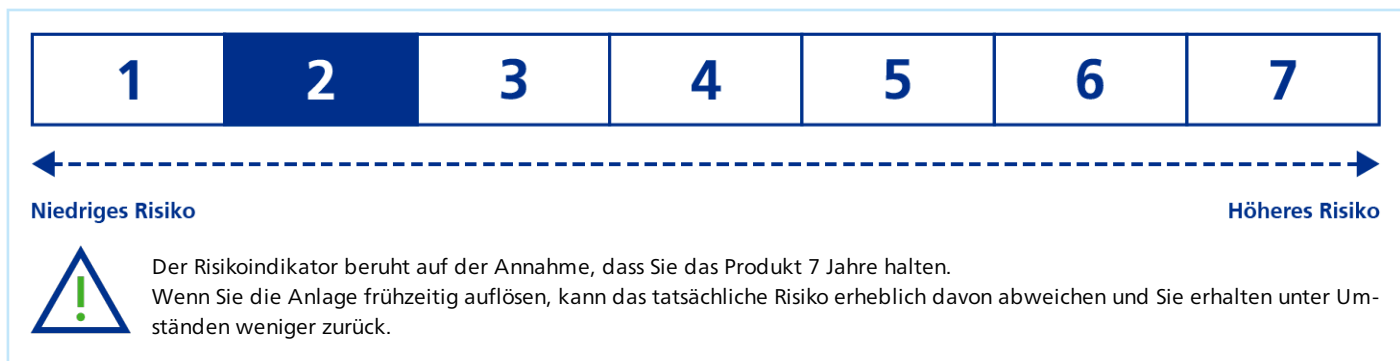 1 2 3 4 5 6 7
Niedriges Risiko Höheres Risiko
Der Risikoindikator beruht auf der Annahme, dass Sie das Produkt 7 Jahre halten.
Wenn Sie die Anlage frühzeitig auflösen, kann das tatsächliche Risiko erheblich davon abweichen und Sie erhalten unter Um-
ständen weniger zurück.